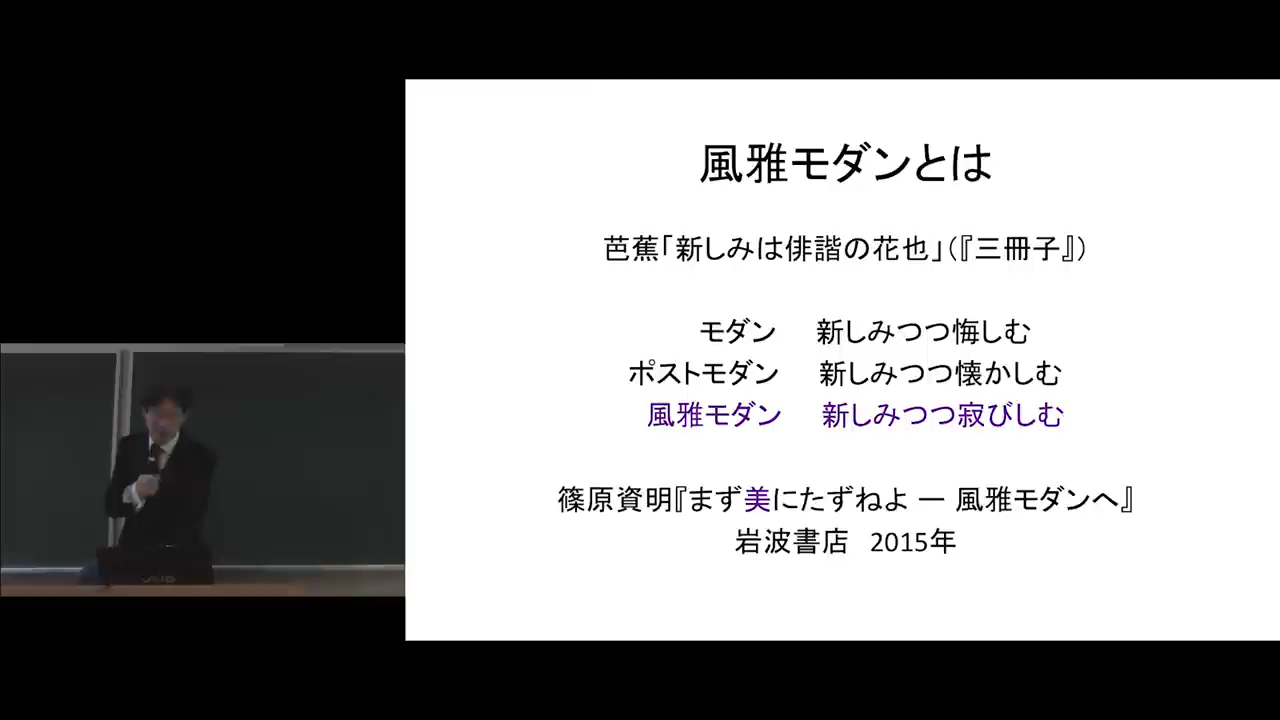 風雅モダンとは
芭蕉「新しみは俳諧の花也」(『三冊子』)
モダン 新しみつつ悔しむ
ポストモダン 新しみつつ懐かしむ
風雅モダン 新しみつつ寂びしむ
篠原資明『まず美にたずねよ ― 風雅モダンへ』
岩波書店 2015年
VAIO